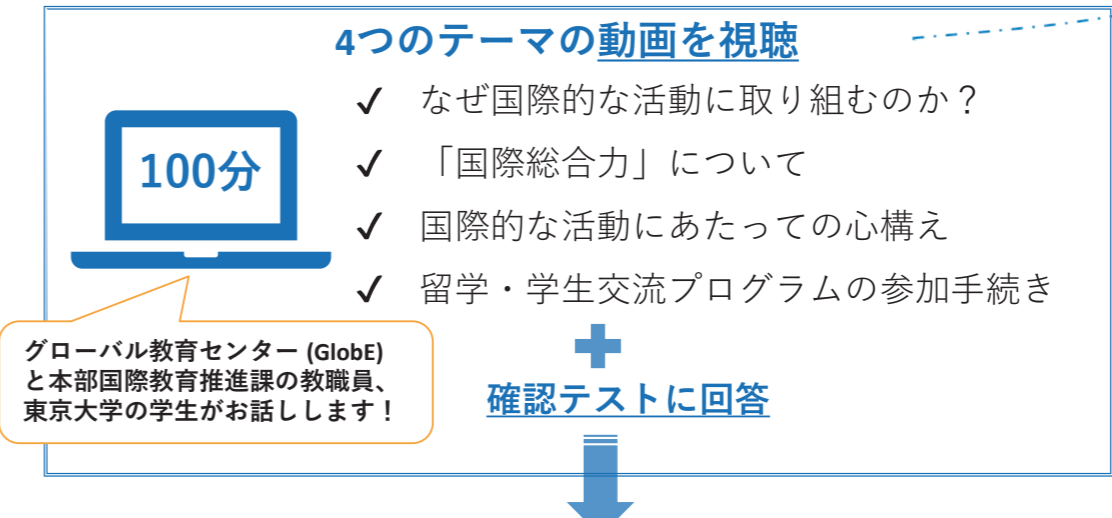 4つのテーマの動画を視聴
✓ なぜ国際的な活動に取り組むのか？
100分
✓ 「国際総合力」について
✓ 国際的な活動にあたっての心構え
✓ 留学・学生交流プログラムの参加手続き
グローバル教育センター (GlobE)
と本部国際教育推進課の教職員、
東京大学の学生がお話しします！
+
確認テストに回答